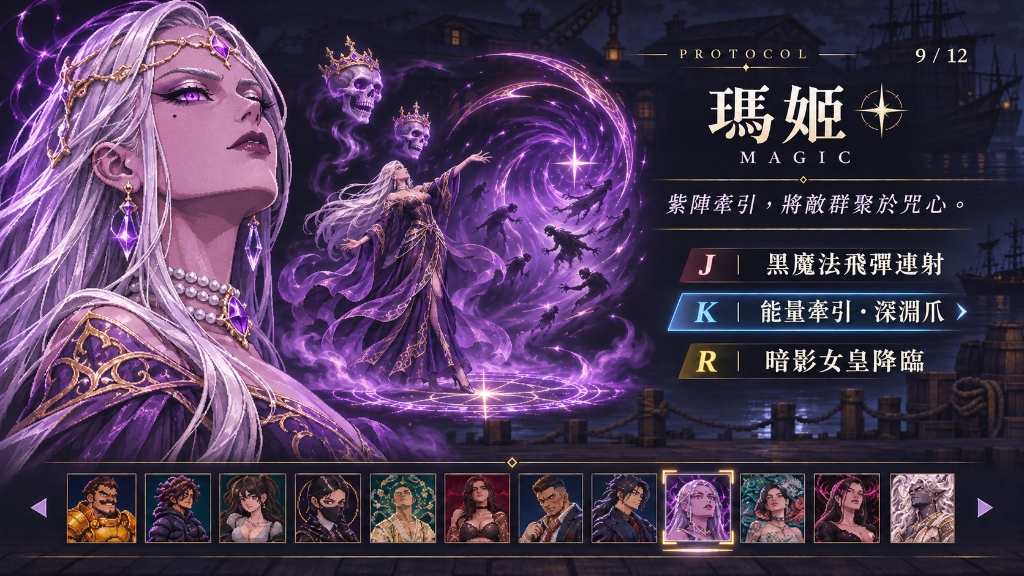 PROTOCOL
9 / 12
瑪姬
MAGIC
紫陣牽引，將敵群聚於咒心。
J｜黑魔法飛彈連射
K｜能量牽引·深淵爪
R｜暗影女皇降臨